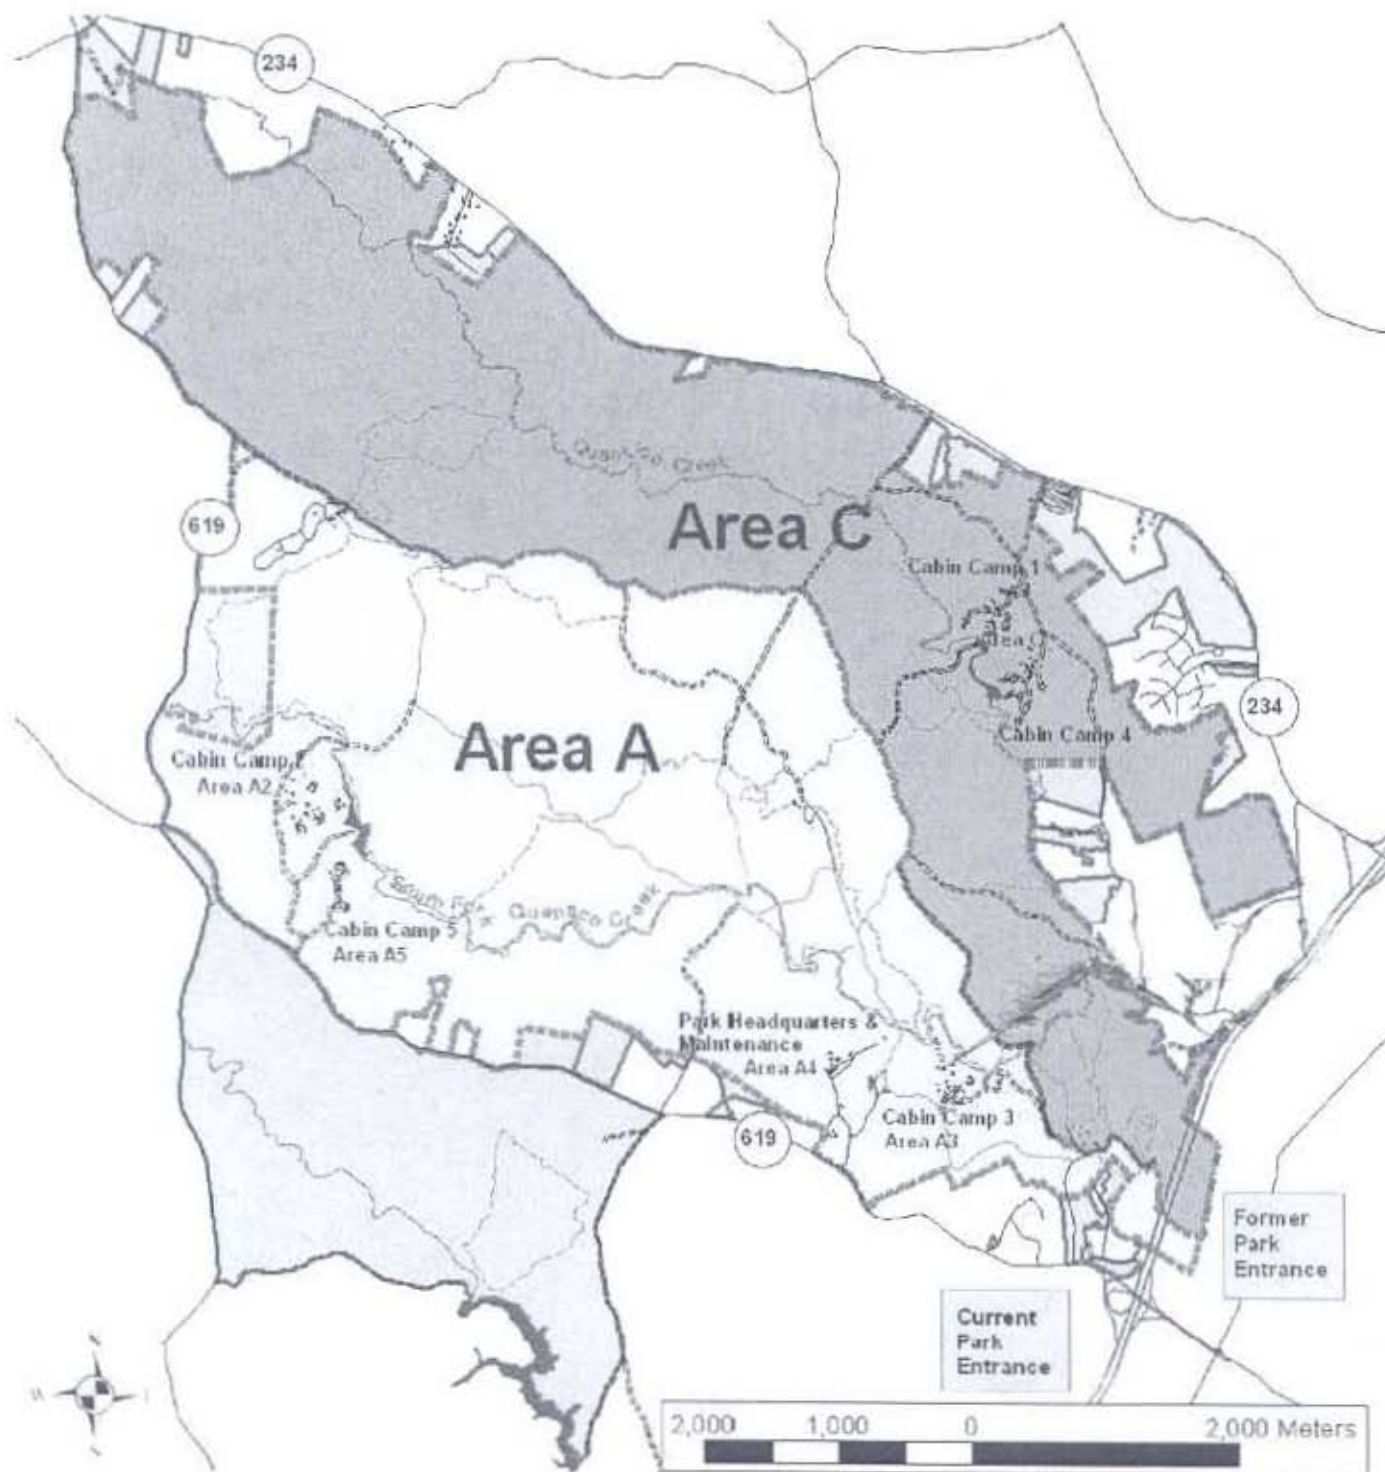 234
Quantico Creek
619
Area C
Cabin Camp 1
Area C
234
Area A
Cabin Camp 4
Cabin Camp 2
Area A2
South Fork Quantico Creek
Cabin Camp 5
Area A5
Park Headquarters &
Maintenance
Area A4
Cabin Camp 3
Area A3
619
Former
Park
Entrance
Current
Park
Entrance
2,000 1,000 0 2,000 Meters